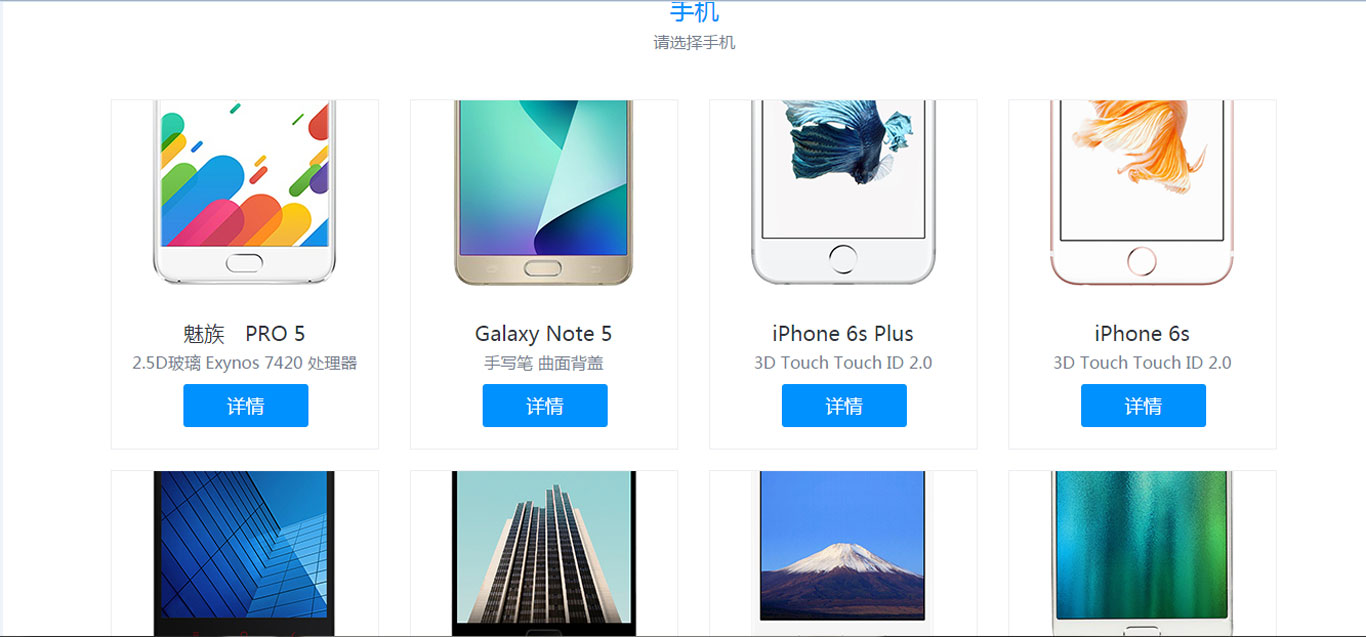 手机
请选择手机
魅族　PRO 5
Galaxy Note 5
iPhone 6s Plus
iPhone 6s
2.5D玻璃 Exynos 7420 处理器
手写笔 曲面背盖
3D Touch Touch ID 2.0
3D Touch Touch ID 2.0
详情
详情
详情
详情